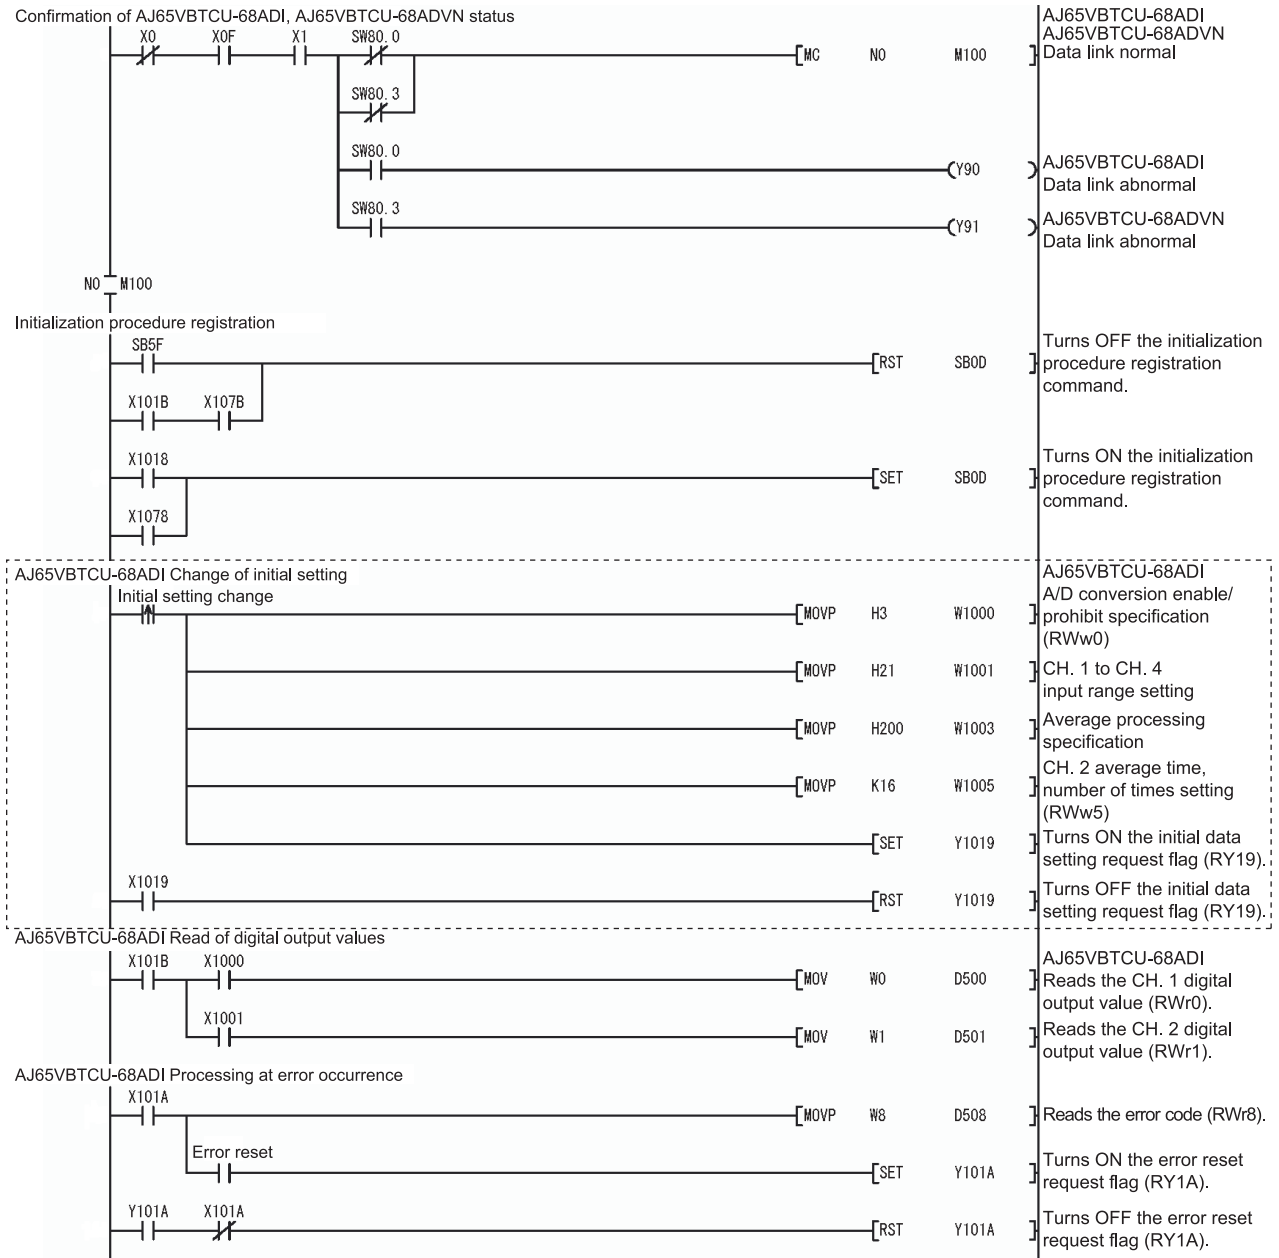 Confirmation of AJ65VBTCU-68ADI, AJ65VBTCU-68ADVN status
X0 X0F X1 SW80.0
MC N0 M100
AJ65VBTCU-68ADI
AJ65VBTCU-68ADVN
Data link normal
SW80.3
SW80.0
Y90
AJ65VBTCU-68ADI
Data link abnormal
SW80.3
Y91
AJ65VBTCU-68ADVN
Data link abnormal
N0 M100
Initialization procedure registration
SB5F
RST SB0D
Turns OFF the initialization
procedure registration
command.
X101B X107B
X1018
SET SB0D
Turns ON the initialization
procedure registration
command.
X1078
AJ65VBTCU-68ADI Change of initial setting
Initial setting change
MOVP H3 W1000
AJ65VBTCU-68ADI
A/D conversion enable/
prohibit specification
(RWw0)
MOVP H21 W1001
CH. 1 to CH. 4
input range setting
MOVP H200 W1003
Average processing
specification
MOVP K16 W1005
CH. 2 average time,
number of times setting
(RWw5)
SET Y1019
Turns ON the initial data
setting request flag (RY19).
X1019
RST Y1019
Turns OFF the initial data
setting request flag (RY19).
AJ65VBTCU-68ADI Read of digital output values
X101B X1000
MOV W0 D500
AJ65VBTCU-68ADI
Reads the CH. 1 digital
output value (RWr0).
X1001
MOV W1 D501
Reads the CH. 2 digital
output value (RWr1).
AJ65VBTCU-68ADI Processing at error occurrence
X101A
MOVP W8 D508
Reads the error code (RWr8).
Error reset
SET Y101A
Turns ON the error reset
request flag (RY1A).
Y101A X101A
RST Y101A
Turns OFF the error reset
request flag (RY1A).